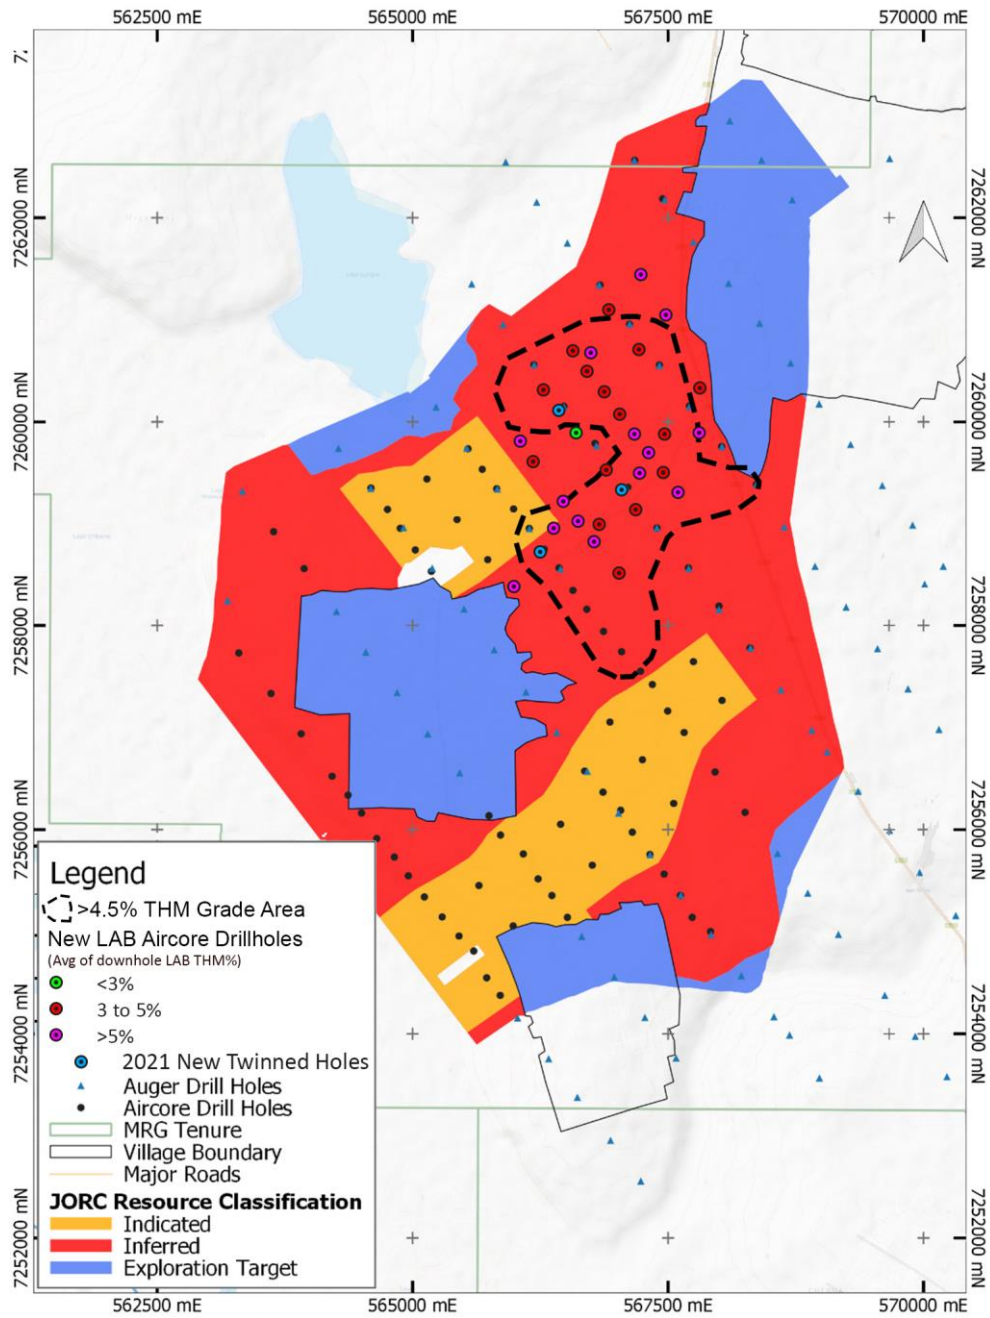 562500 mE
565000 mE
567500 mE
570000 mE
7262000 mN
7262000 mN
7260000 mN
7260000 mN
7258000 mN
7258000 mN
7256000 mN
7256000 mN
7254000 mN
7254000 mN
7252000 mN
7252000 mN
Legend
>4.5% THM Grade Area
New LAB Aircore Drillholes
(Avg of downhole LAB THM%)
<3%
3 to 5%
>5%
2021 New Twinned Holes
Auger Drill Holes
Aircore Drill Holes
MRG Tenure
Village Boundary
Major Roads
JORC Resource Classification
Indicated
Inferred
Exploration Target
562500 mE
565000 mE
567500 mE
570000 mE